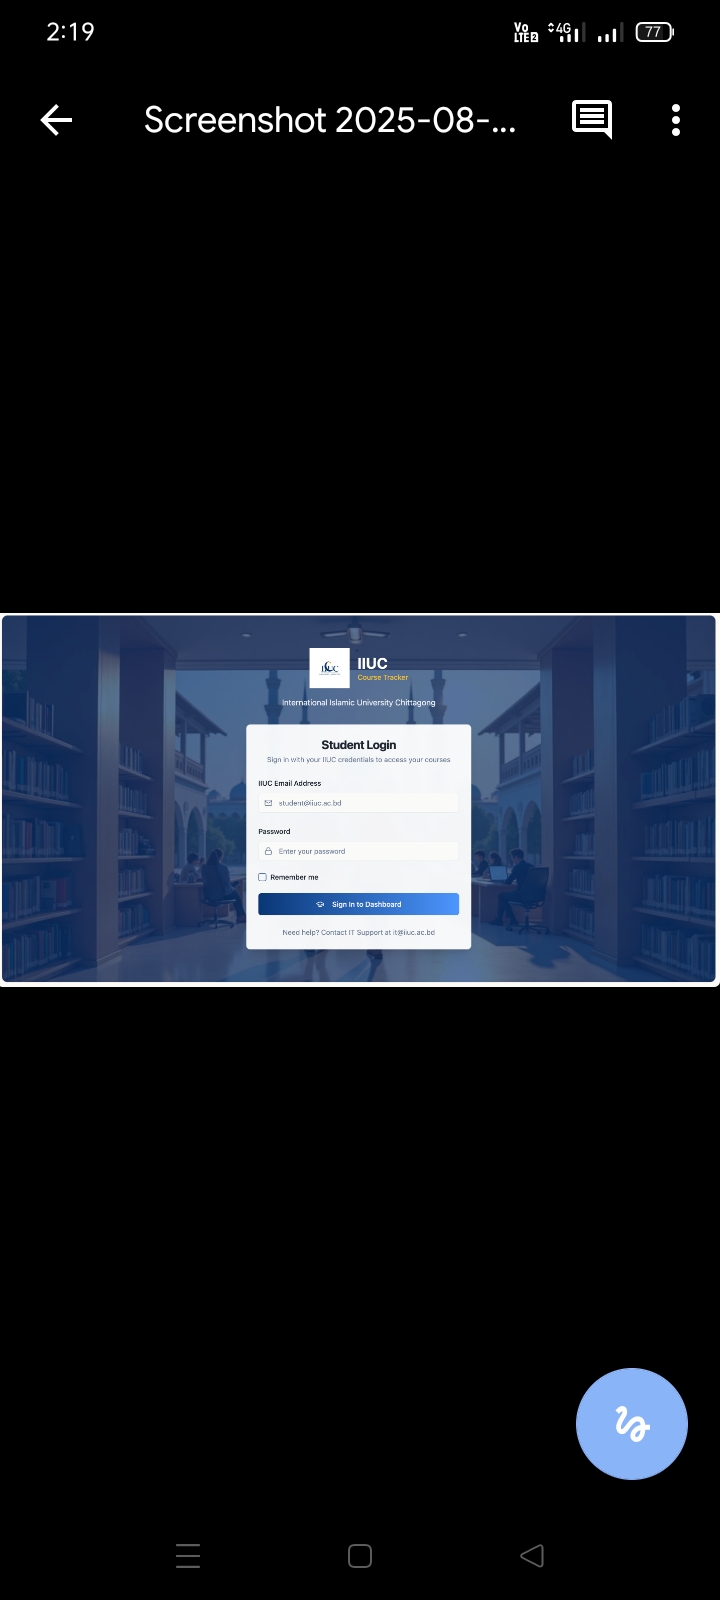 2:19
Vo
LTE2
4G
77
Screenshot 2025-08-...
IIUC
IIUC
Course Tracker
International Islamic University Chittagong
Student Login
Sign in with your IIUC credentials to access your courses
IIUC Email Address
student@iiuc.ac.bd
Password
Enter your password
Remember me
Sign In to Dashboard
Need help? Contact IT Support at it@iiuc.ac.bd